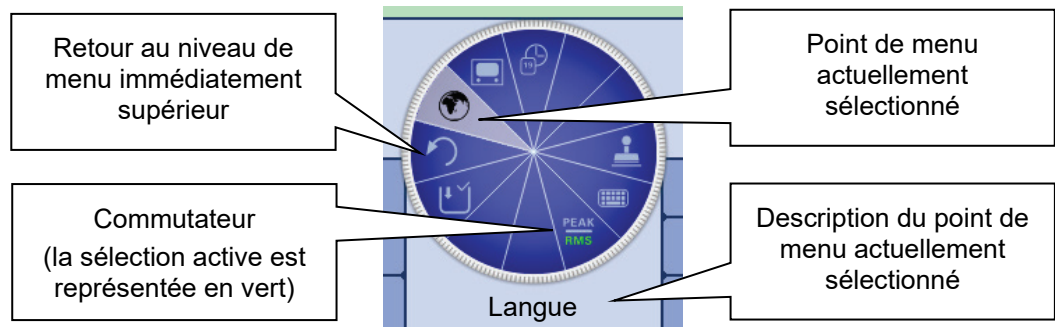 Retour au niveau de
menu immédiatement
supérieur
Point de menu
actuellement
sélectionné
19
PEAK
RMS
Commutateur
(la sélection active est
représentée en vert)
Description du point de
menu actuellement
sélectionné
Langue